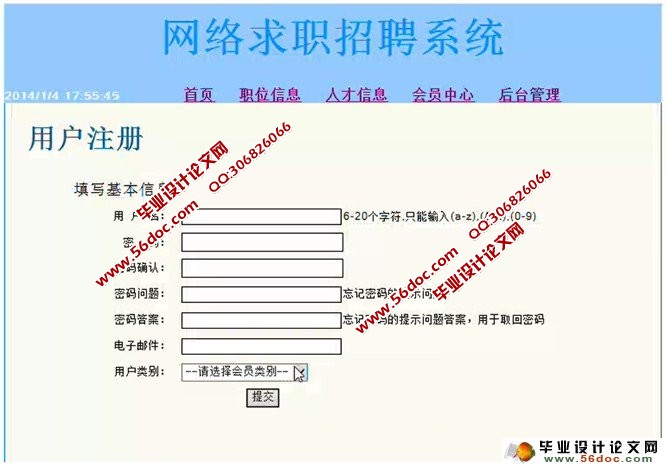 网络求职招聘系统
2014/1/4 17:55:45
首页 职位信息 人才信息 会员中心 后台管理
用户注册
填写基本信息
用 户 名:
6-20个字符.只能输入(a-z),(A-Z),(0-9)
密 码:
密码确认:
密码问题:
忘记密码的提示问
密码答案:
忘记密码的提示问题答案，用于取回密码
电子邮件:
用户类别:
--请选择会员类别--
提交
毕业设计论文网
www.56doc.com QQ:306826066
www.56doc.com QQ:306826066
毕业设计论文网
毕业设计论文网
www.56doc.com